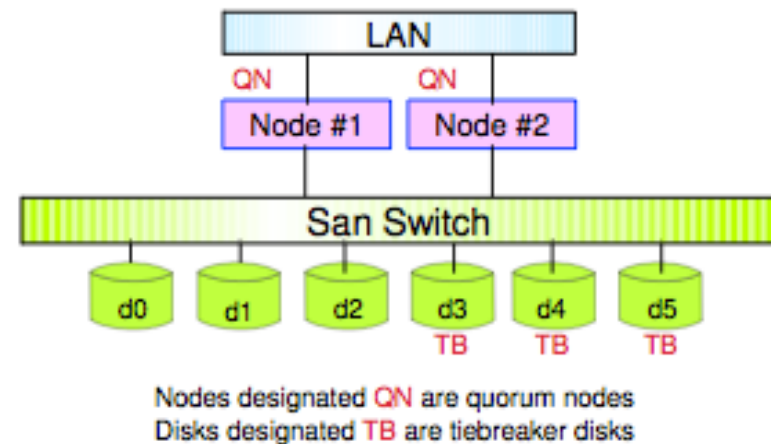 LAN
QN QN
Node #1 Node #2
San Switch
d0 d1 d2 d3 d4 d5
TB TB TB
Nodes designated QN are quorum nodes
Disks designated TB are tiebreaker disks